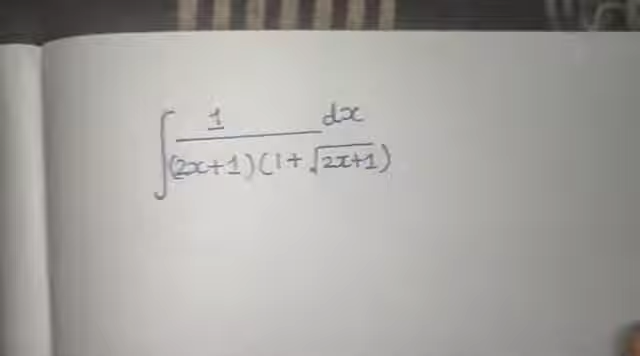 ∫ 1/((2x+1)(1+√(2x+1))) dx